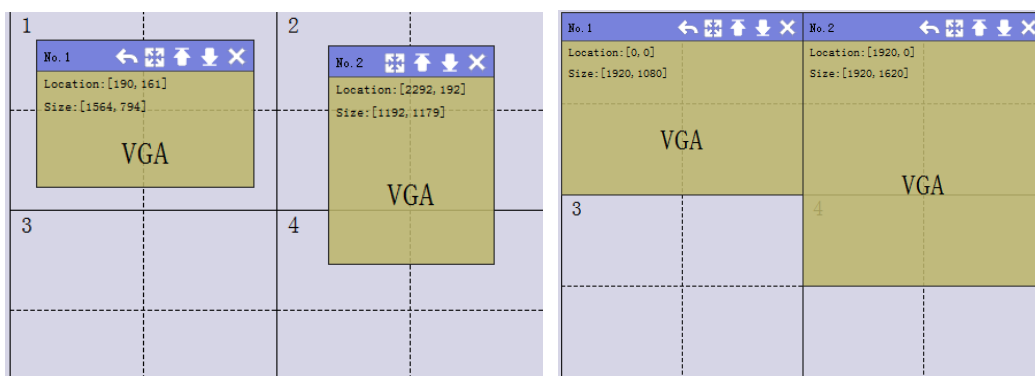 1
2
No. 1
Location:[190, 161]
Size:[1564, 794]
VGA
No. 2
Location:[2292, 192]
Size:[1192, 1179]
VGA
3
4
No. 1
Location:[0, 0]
Size:[1920, 1080]
VGA
No. 2
Location:[1920, 0]
Size:[1920, 1620]
VGA
3
4